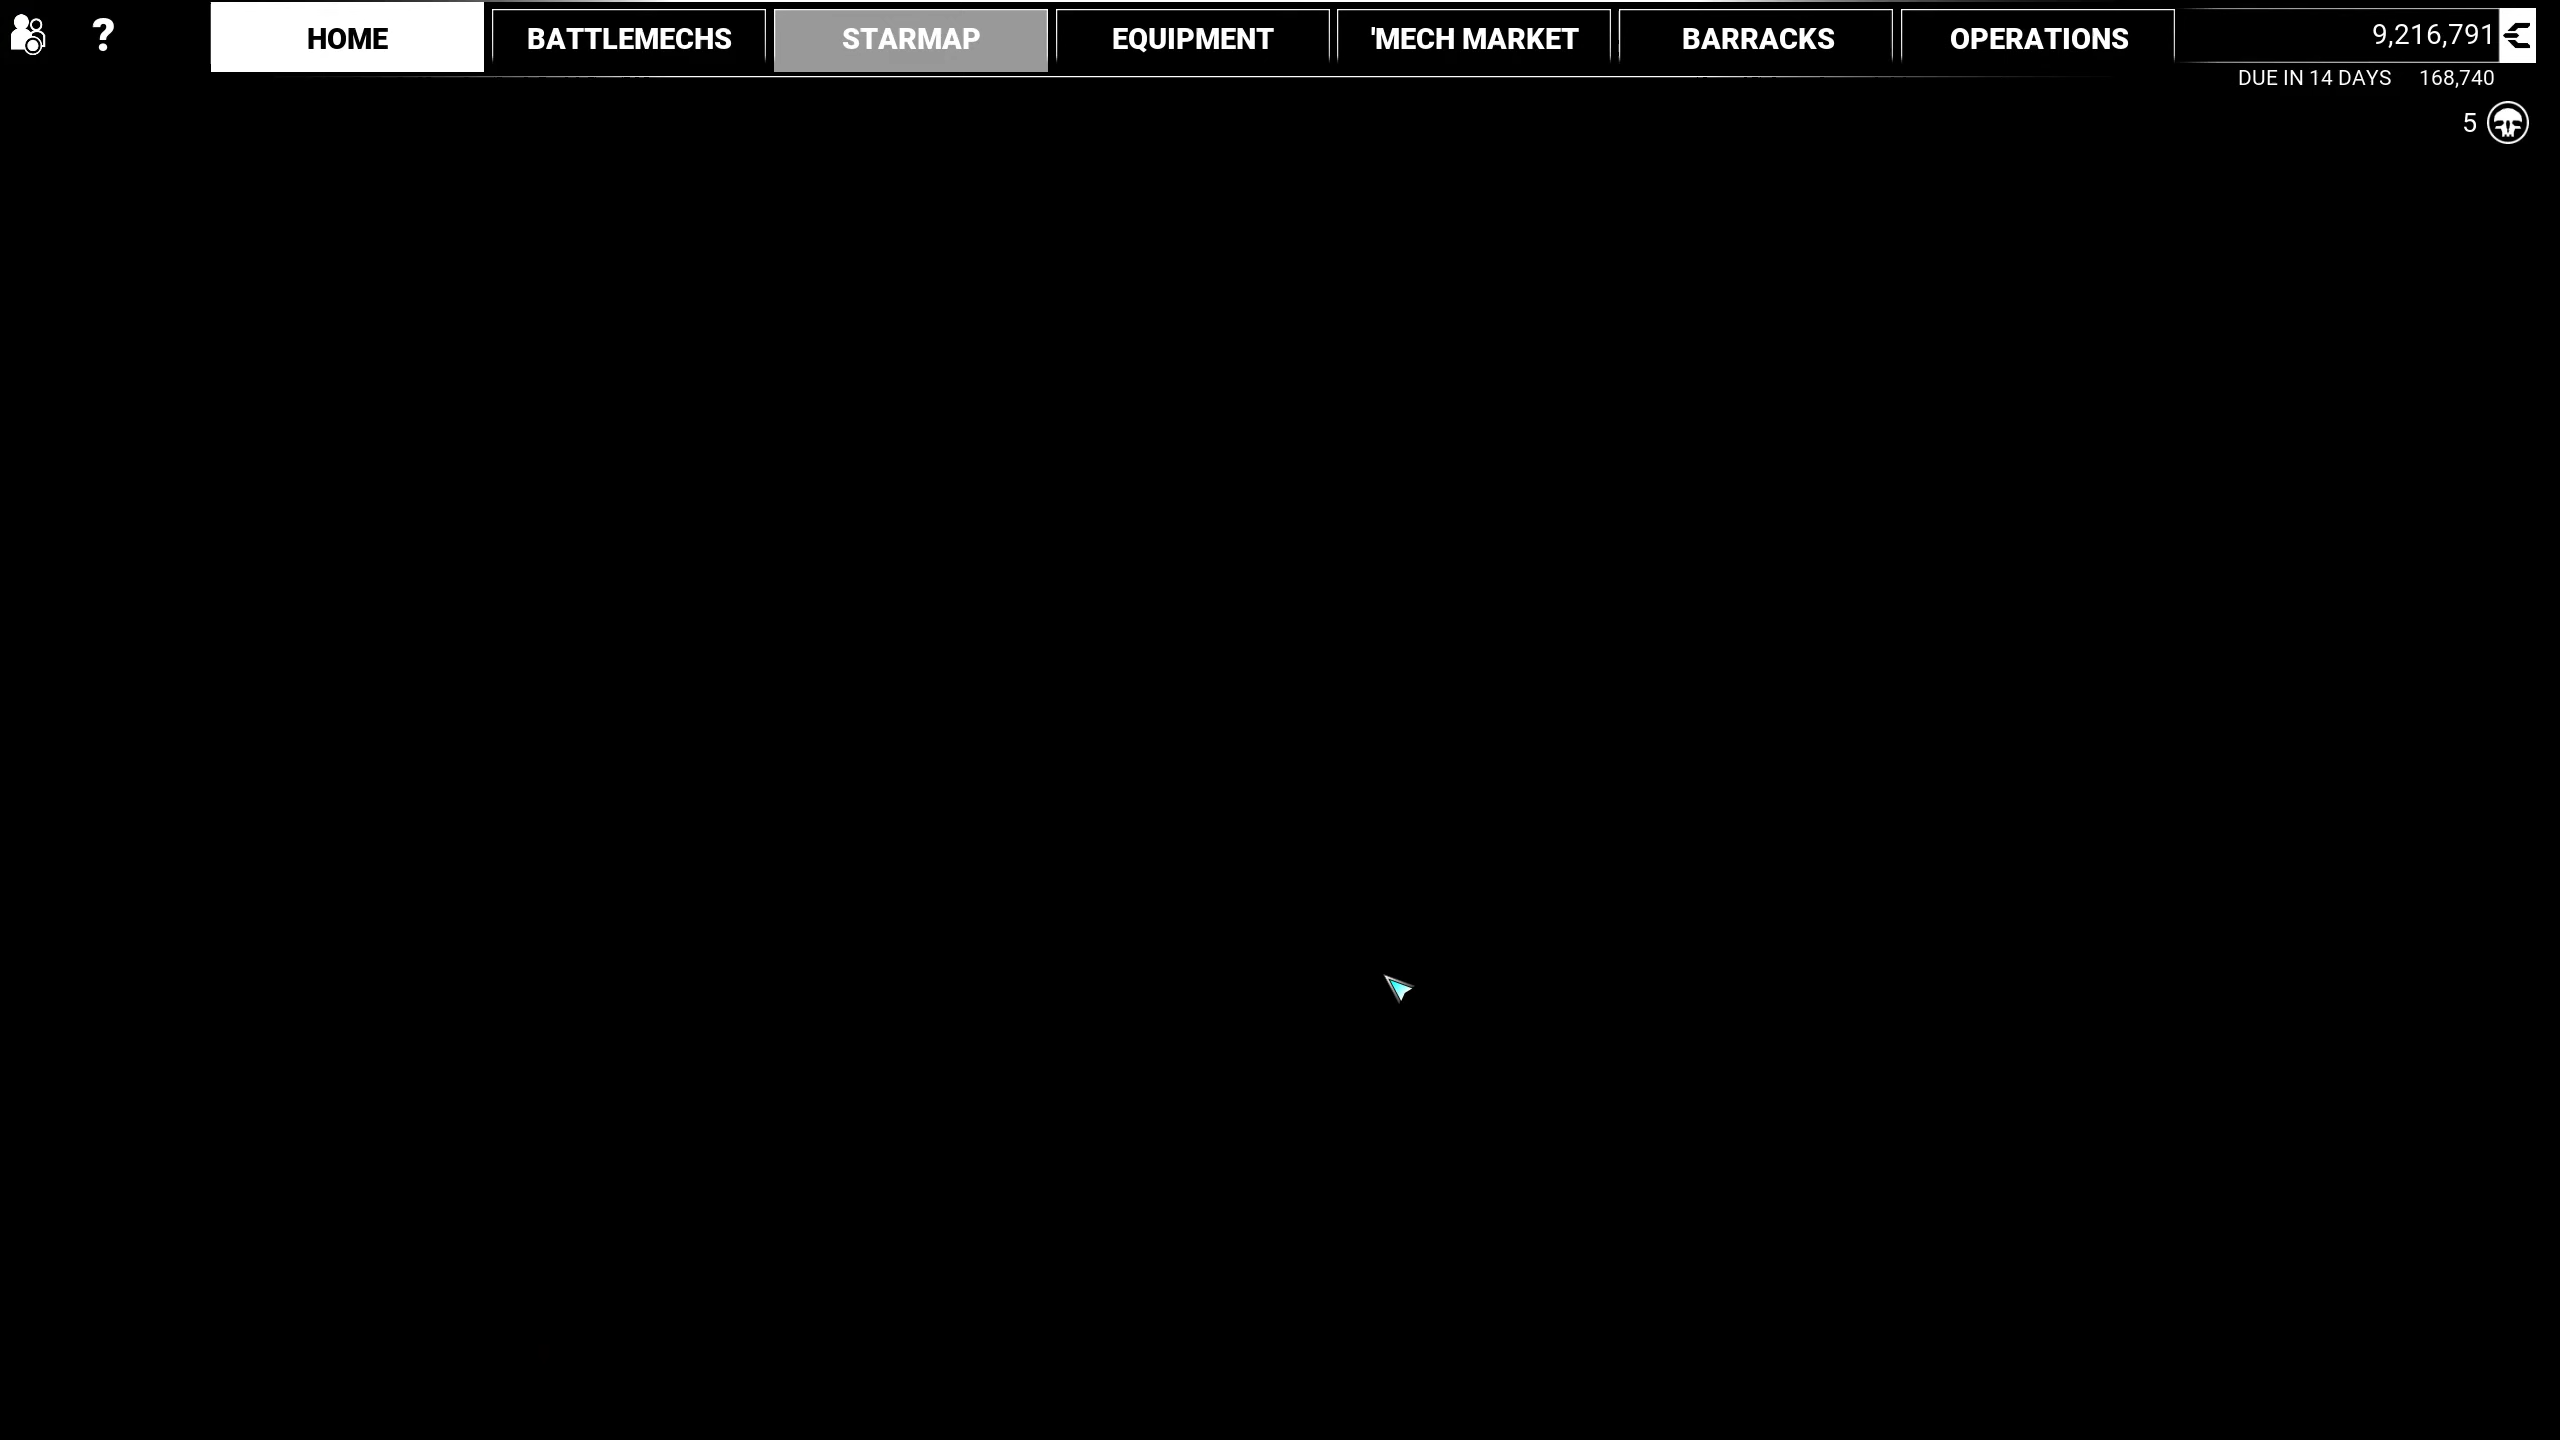 ? HOME BATTLEMECHS STARMAP EQUIPMENT 'MECH MARKET BARRACKS OPERATIONS 9,216,791
DUE IN 14 DAYS 168,740
5